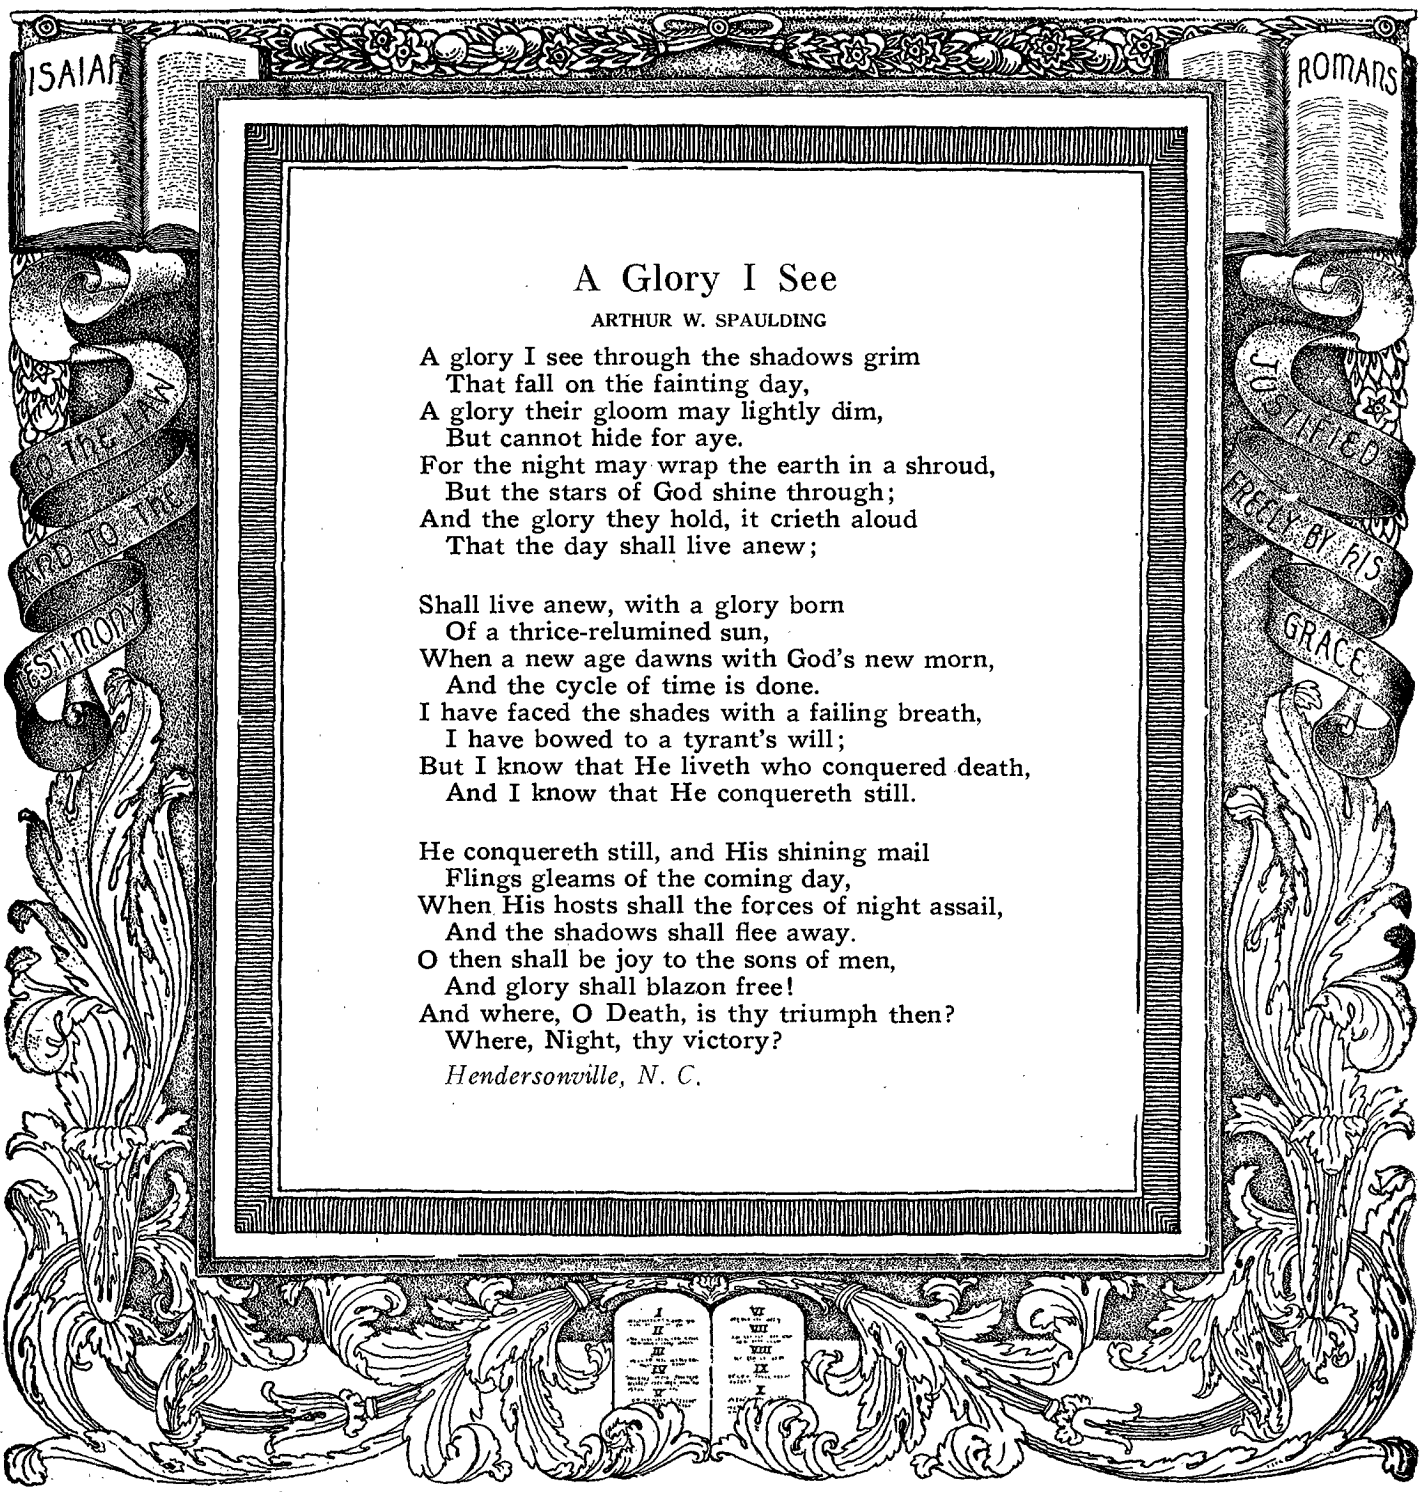 ISAIAH
ROMANS
TO THE LAW
AND TO THE
TESTIMONY
JUSTIFIED
FREELY BY HIS
GRACE
A Glory I See
ARTHUR W. SPAULDING
A glory I see through the shadows grim
That fall on the fainting day,
A glory their gloom may lightly dim,
But cannot hide for aye.
For the night may wrap the earth in a shroud,
But the stars of God shine through;
And the glory they hold, it crieth aloud
That the day shall live anew;
Shall live anew, with a glory born
Of a thrice-relumined sun,
When a new age dawns with God's new morn,
And the cycle of time is done.
I have faced the shades with a failing breath,
I have bowed to a tyrant's will;
But I know that He liveth who conquered death,
And I know that He conquereth still.
He conquereth still, and His shining mail
Flings gleams of the coming day,
When His hosts shall the forces of night assail,
And the shadows shall flee away.
O then shall be joy to the sons of men,
And glory shall blazon free!
And where, O Death, is thy triumph then?
Where, Night, thy victory?
Hendersonville, N. C.
I
II
III
IV
V
VI
VII
VIII
IX
X